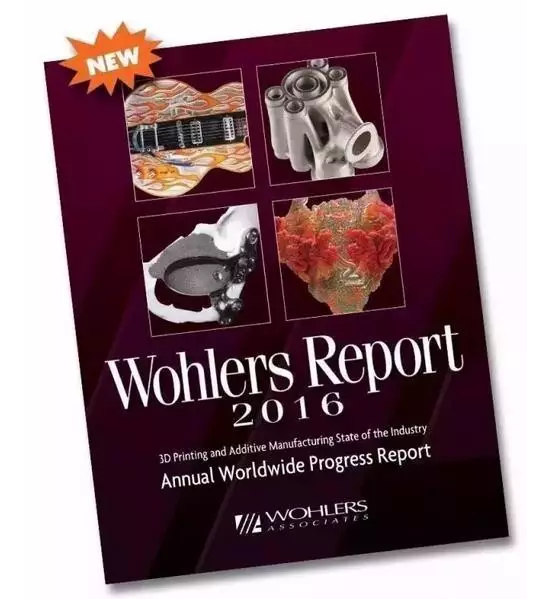 NEW
Wohlers Report
2016
3D Printing and Additive Manufacturing State of the Industry
Annual Worldwide Progress Report
WOHLERS
ASSOCIATES